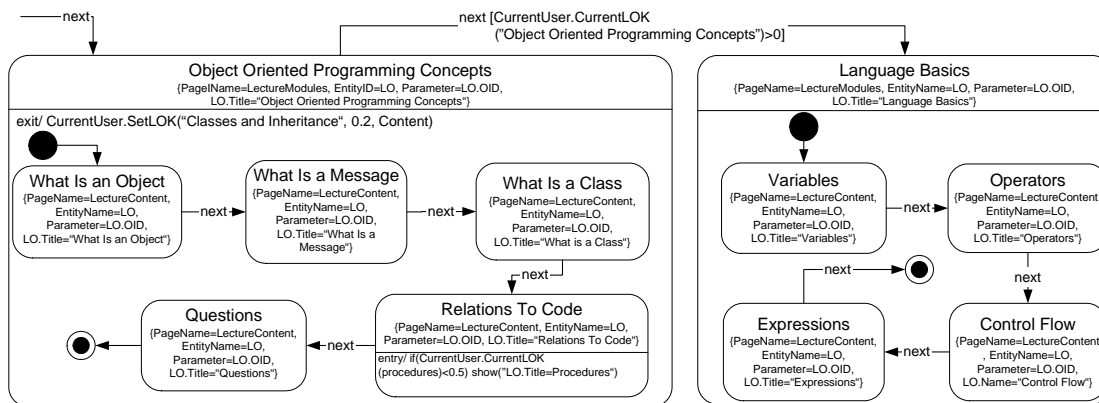 next
next [CurrentUser.CurrentLOK
("Object Oriented Programming Concepts")>0]
Object Oriented Programming Concepts
{PageIName=LectureModules, EntityID=LO, Parameter=LO.OID,
LO.Title="Object Oriented Programming Concepts"}
exit/ CurrentUser.SetLOK("Classes and Inheritance", 0.2, Content)
What Is an Object
{PageName=LectureContent,
EntityName=LO,
Parameter=LO.OID,
LO.Title="What Is an Object"}
next
What Is a Message
{PageName=LectureContent,
EntityName=LO,
Parameter=LO.OID,
LO.Title="What Is a
Message"}
next
What Is a Class
{PageName=LectureContent,
EntityName=LO,
Parameter=LO.OID,
LO.Title="What is a Class"}
next
Relations To Code
{PageName=LectureContent, EntityName=LO,
Parameter=LO.OID, LO.Title="Relations To Code"}
entry/ if(CurrentUser.CurrentLOK
(procedures)<0.5) show("LO.Title=Procedures")
next
Questions
{PageName=LectureContent,
EntityName=LO,
Parameter=LO.OID,
LO.Title="Questions"}
Language Basics
{PageName=LectureModules, EntityName=LO, Parameter=LO.OID,
LO.Title="Language Basics"}
Variables
{PageName=LectureContent,
EntityName=LO,
Parameter=LO.OID,
LO.Title="Variables"}
next
Operators
{PageName=LectureContent,
EntityName=LO,
Parameter=LO.OID,
LO.Title="Operators"}
next
Control Flow
{PageName=LectureContent
, EntityName=LO,
Parameter=LO.OID,
LO.Name="Control Flow"}
next
Expressions
{PageName=LectureContent,
EntityName=LO,
Parameter=LO.OID,
LO.Title="Expressions"}
next